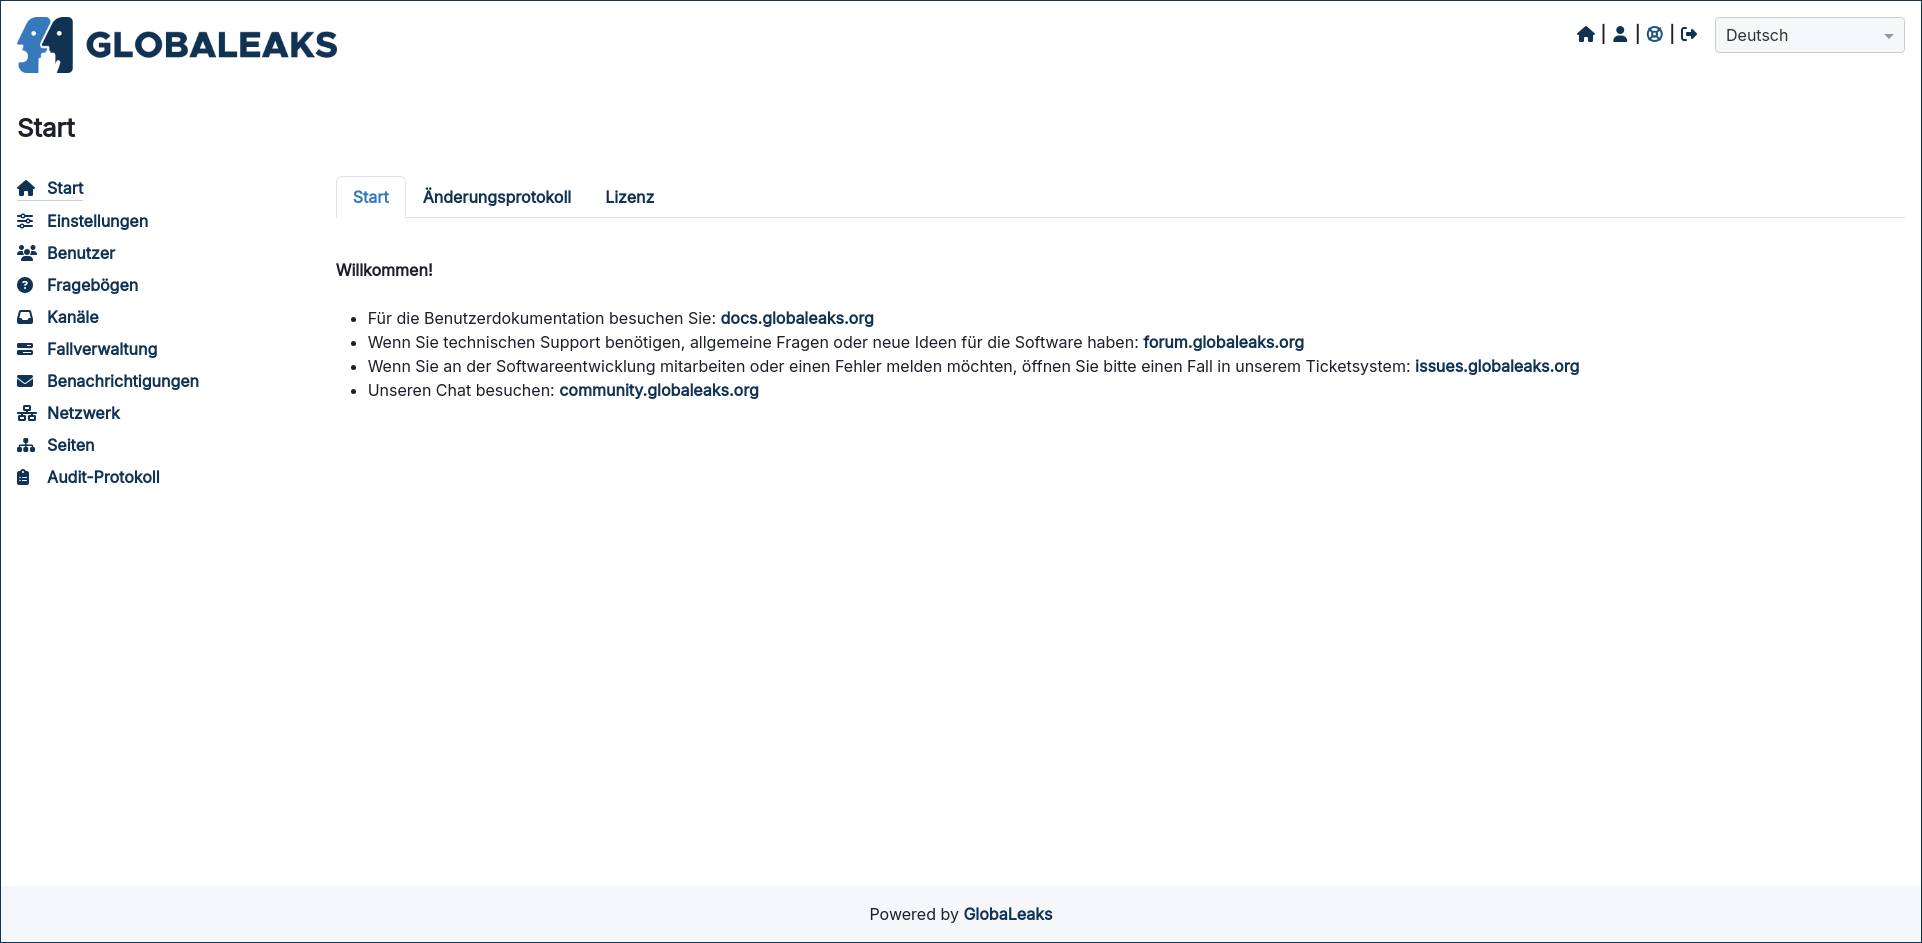 GLOBALEAKS
Deutsch
Start
Start
Einstellungen
Benutzer
Fragebögen
Kanäle
Fallverwaltung
Benachrichtigungen
Netzwerk
Seiten
Audit-Protokoll
Start Änderungsprotokoll Lizenz
Willkommen!
Für die Benutzerdokumentation besuchen Sie: docs.globaleaks.org
Wenn Sie technischen Support benötigen, allgemeine Fragen oder neue Ideen für die Software haben: forum.globaleaks.org
Wenn Sie an der Softwareentwicklung mitarbeiten oder einen Fehler melden möchten, öffnen Sie bitte einen Fall in unserem Ticketsystem: issues.globaleaks.org
Unseren Chat besuchen: community.globaleaks.org
Powered by GlobaLeaks